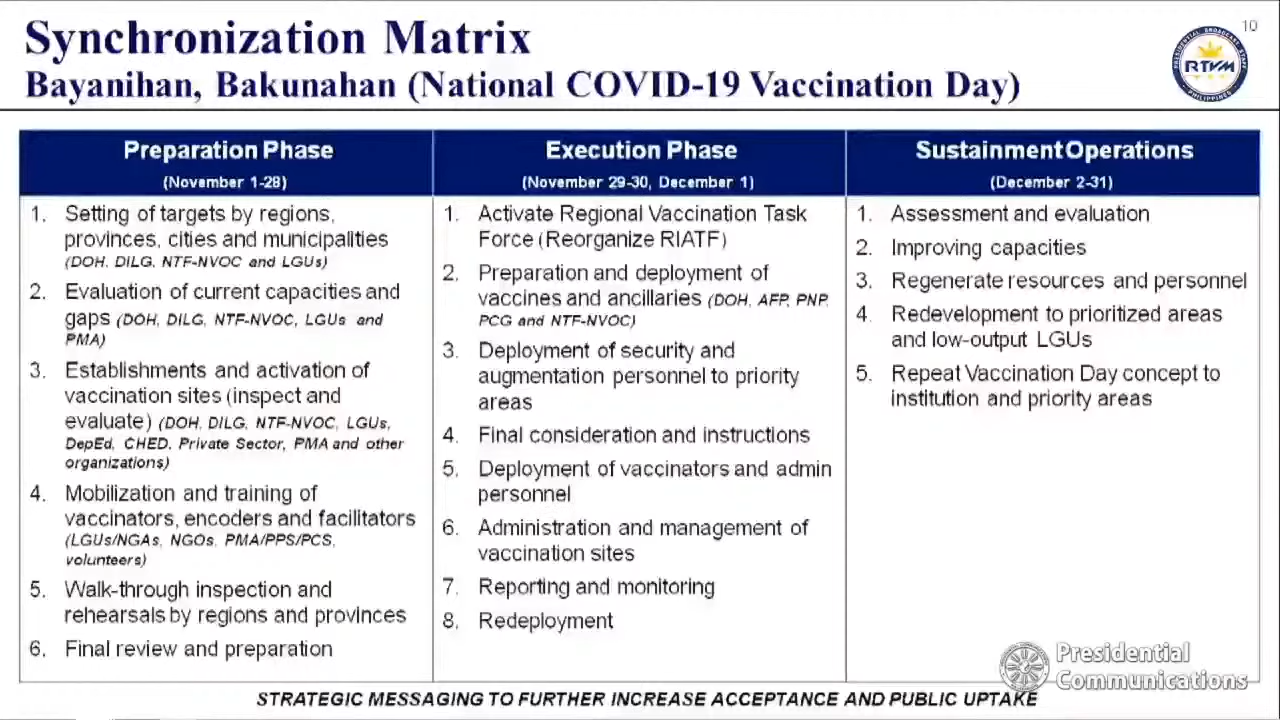 Synchronization Matrix
10
Bayanihan, Bakunahan (National COVID-19 Vaccination Day)
PRESIDENTIAL BROADCAST STAFF
RTVM
PHILIPPINES
Preparation Phase
(November 1-28)
1. Setting of targets by regions,
provinces, cities and municipalities
(DOH, DILG, NTF-NVOC and LGUs)
2. Evaluation of current capacities and
gaps (DOH, DILG, NTF-NVOC, LGUs and
PMA)
3. Establishments and activation of
vaccination sites (inspect and
evaluate) (DOH, DILG, NTF-NVOC, LGUs,
DepEd, CHED, Private Sector, PMA and other
organizations)
4. Mobilization and training of
vaccinators, encoders and facilitators
(LGUs/NGAs, NGOs, PMA/PPS/PCS,
volunteers)
5. Walk-through inspection and
rehearsals by regions and provinces
6. Final review and preparation
Execution Phase
(November 29-30, December 1)
1. Activate Regional Vaccination Task
Force (Reorganize RIATF)
2. Preparation and deployment of
vaccines and ancillaries (DOH, AFP, PNP,
PCG and NTF-NVOC)
3. Deployment of security and
augmentation personnel to priority
areas
4. Final consideration and instructions
5. Deployment of vaccinators and admin
personnel
6. Administration and management of
vaccination sites
7. Reporting and monitoring
8. Redeployment
Sustainment Operations
(December 2-31)
1. Assessment and evaluation
2. Improving capacities
3. Regenerate resources and personnel
4. Redevelopment to prioritized areas
and low-output LGUs
5. Repeat Vaccination Day concept to
institution and priority areas
Presidential
Communications
STRATEGIC MESSAGING TO FURTHER INCREASE ACCEPTANCE AND PUBLIC UPTAKE